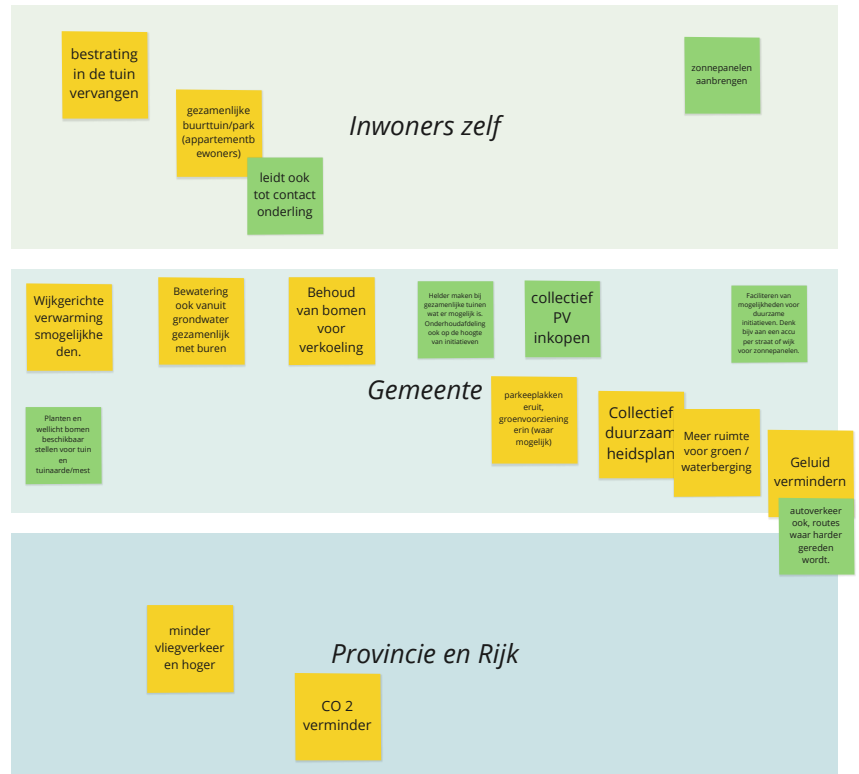 bestrating
in de tuin
vervangen
gezamenlijke
buurttuin/park
(appartementb
ewoners)
leidt ook
tot contact
onderling
Inwoners zelf
zonnepanelen
aanbrengen
Wijkgerichte
verwarming
smogelijkhe
den.
Bewatering
ook vanuit
grondwater
gezamenlijk
met buren
Behoud
van bomen
voor
verkoeling
Helder maken bij
gezamenlijke tuinen
wat er mogelijk is.
Onderhoudafdeling
ook op de hoogte
van initiatieven
collectief
PV
inkopen
Faciliteren van
mogelijkheden voor
duurzame
initiatieven. Denk
bijv aan een accu
per straat of wijk
voor zonnepanelen.
Gemeente
Planten en
wellicht bomen
beschikbaar
stellen voor tuin
en
tuinaarde/mest
parkeeplakken
eruit,
groenvoorziening
erin (waar
mogelijk)
Collectief
duurzaam
heidsplan
Meer ruimte
voor groen /
waterberging
Geluid
vermindern
autoverkeer
ook, routes
waar harder
gereden
wordt.
minder
vliegverkeer
en hoger
Provincie en Rijk
CO 2
verminder